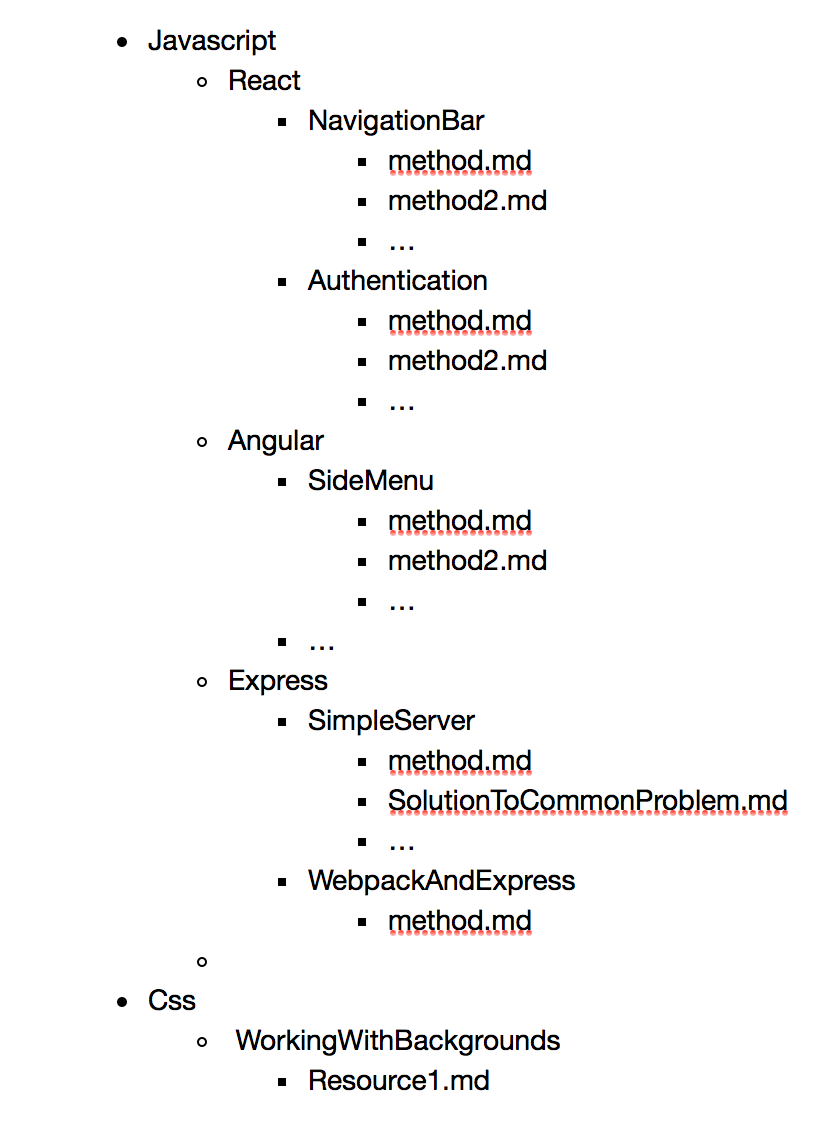 Javascript
React
NavigationBar
method.md
method2.md
...
Authentication
method.md
method2.md
...
Angular
SideMenu
method.md
method2.md
...
...
Express
SimpleServer
method.md
SolutionToCommonProblem.md
...
WebpackAndExpress
method.md
Css
WorkingWithBackgrounds
Resource1.md